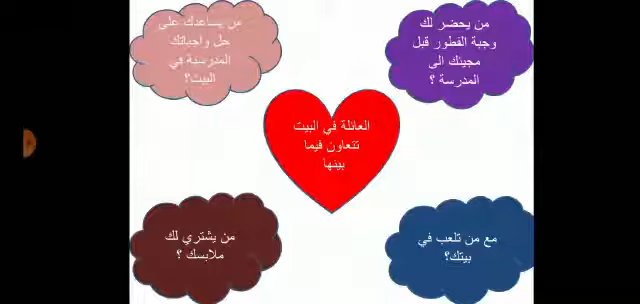 من يحضر لك
وجبة الفطور قبل
مجيئك الى
المدرسة ؟
من يساعدك على
حل واجباتك
المدرسية في
البيت؟
العائلة في البيت
تتعاون فيما
بينها
مع من تلعب في
بيتك؟
من يشتري لك
ملابسك ؟